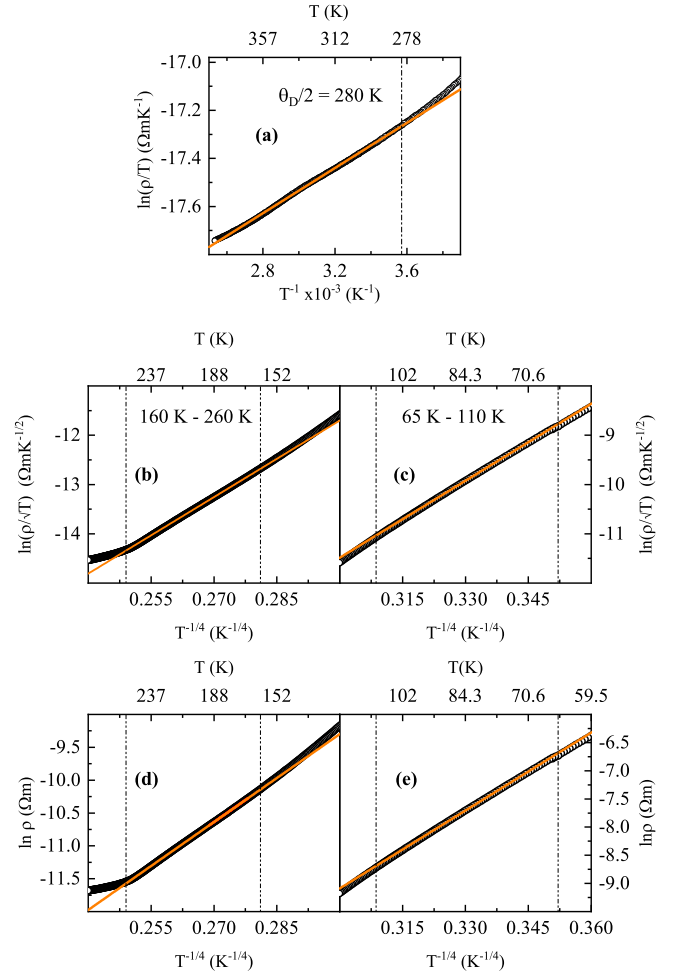 T (K)
357 312 278
-17.0
-17.2
-17.4
-17.6
ln(ρ/T) (ΩmK⁻¹)
θ_D/2 = 280 K
(a)
2.8 3.2 3.6
T⁻¹ x10⁻³ (K⁻¹)
T (K) T (K)
237 188 152 102 84.3 70.6
160 K - 260 K 65 K - 110 K
-12 -9
(b) (c)
-13 -10
-14 -11
ln(ρ/√T) (ΩmK⁻¹/²) ln(ρ/√T) (ΩmK⁻¹/²)
0.255 0.270 0.285 0.315 0.330 0.345
T⁻¹/⁴ (K⁻¹/⁴) T⁻¹/⁴ (K⁻¹/⁴)
T (K) T(K)
237 188 152 102 84.3 70.6 59.5
-9.5 -6.5
(d) (e)
-10.0 -7.0
-10.5 -7.5
-11.0 -8.0
-11.5 -8.5
-9.0
ln ρ (Ωm) lnρ (Ωm)
0.255 0.270 0.285 0.315 0.330 0.345 0.360
T⁻¹/⁴ (K⁻¹/⁴) T⁻¹/⁴ (K⁻¹/⁴)